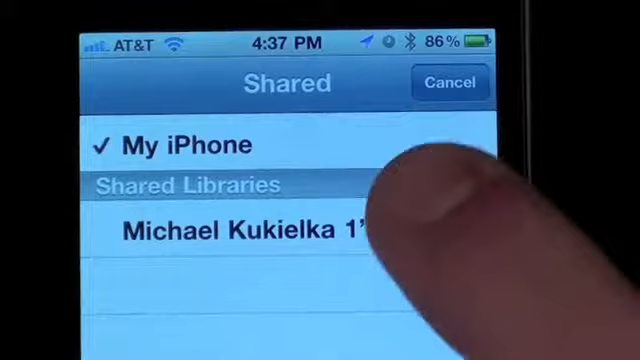 AT&T 4:37 PM 86%
Shared Cancel
✓ My iPhone
Shared Libraries
Michael Kukielka